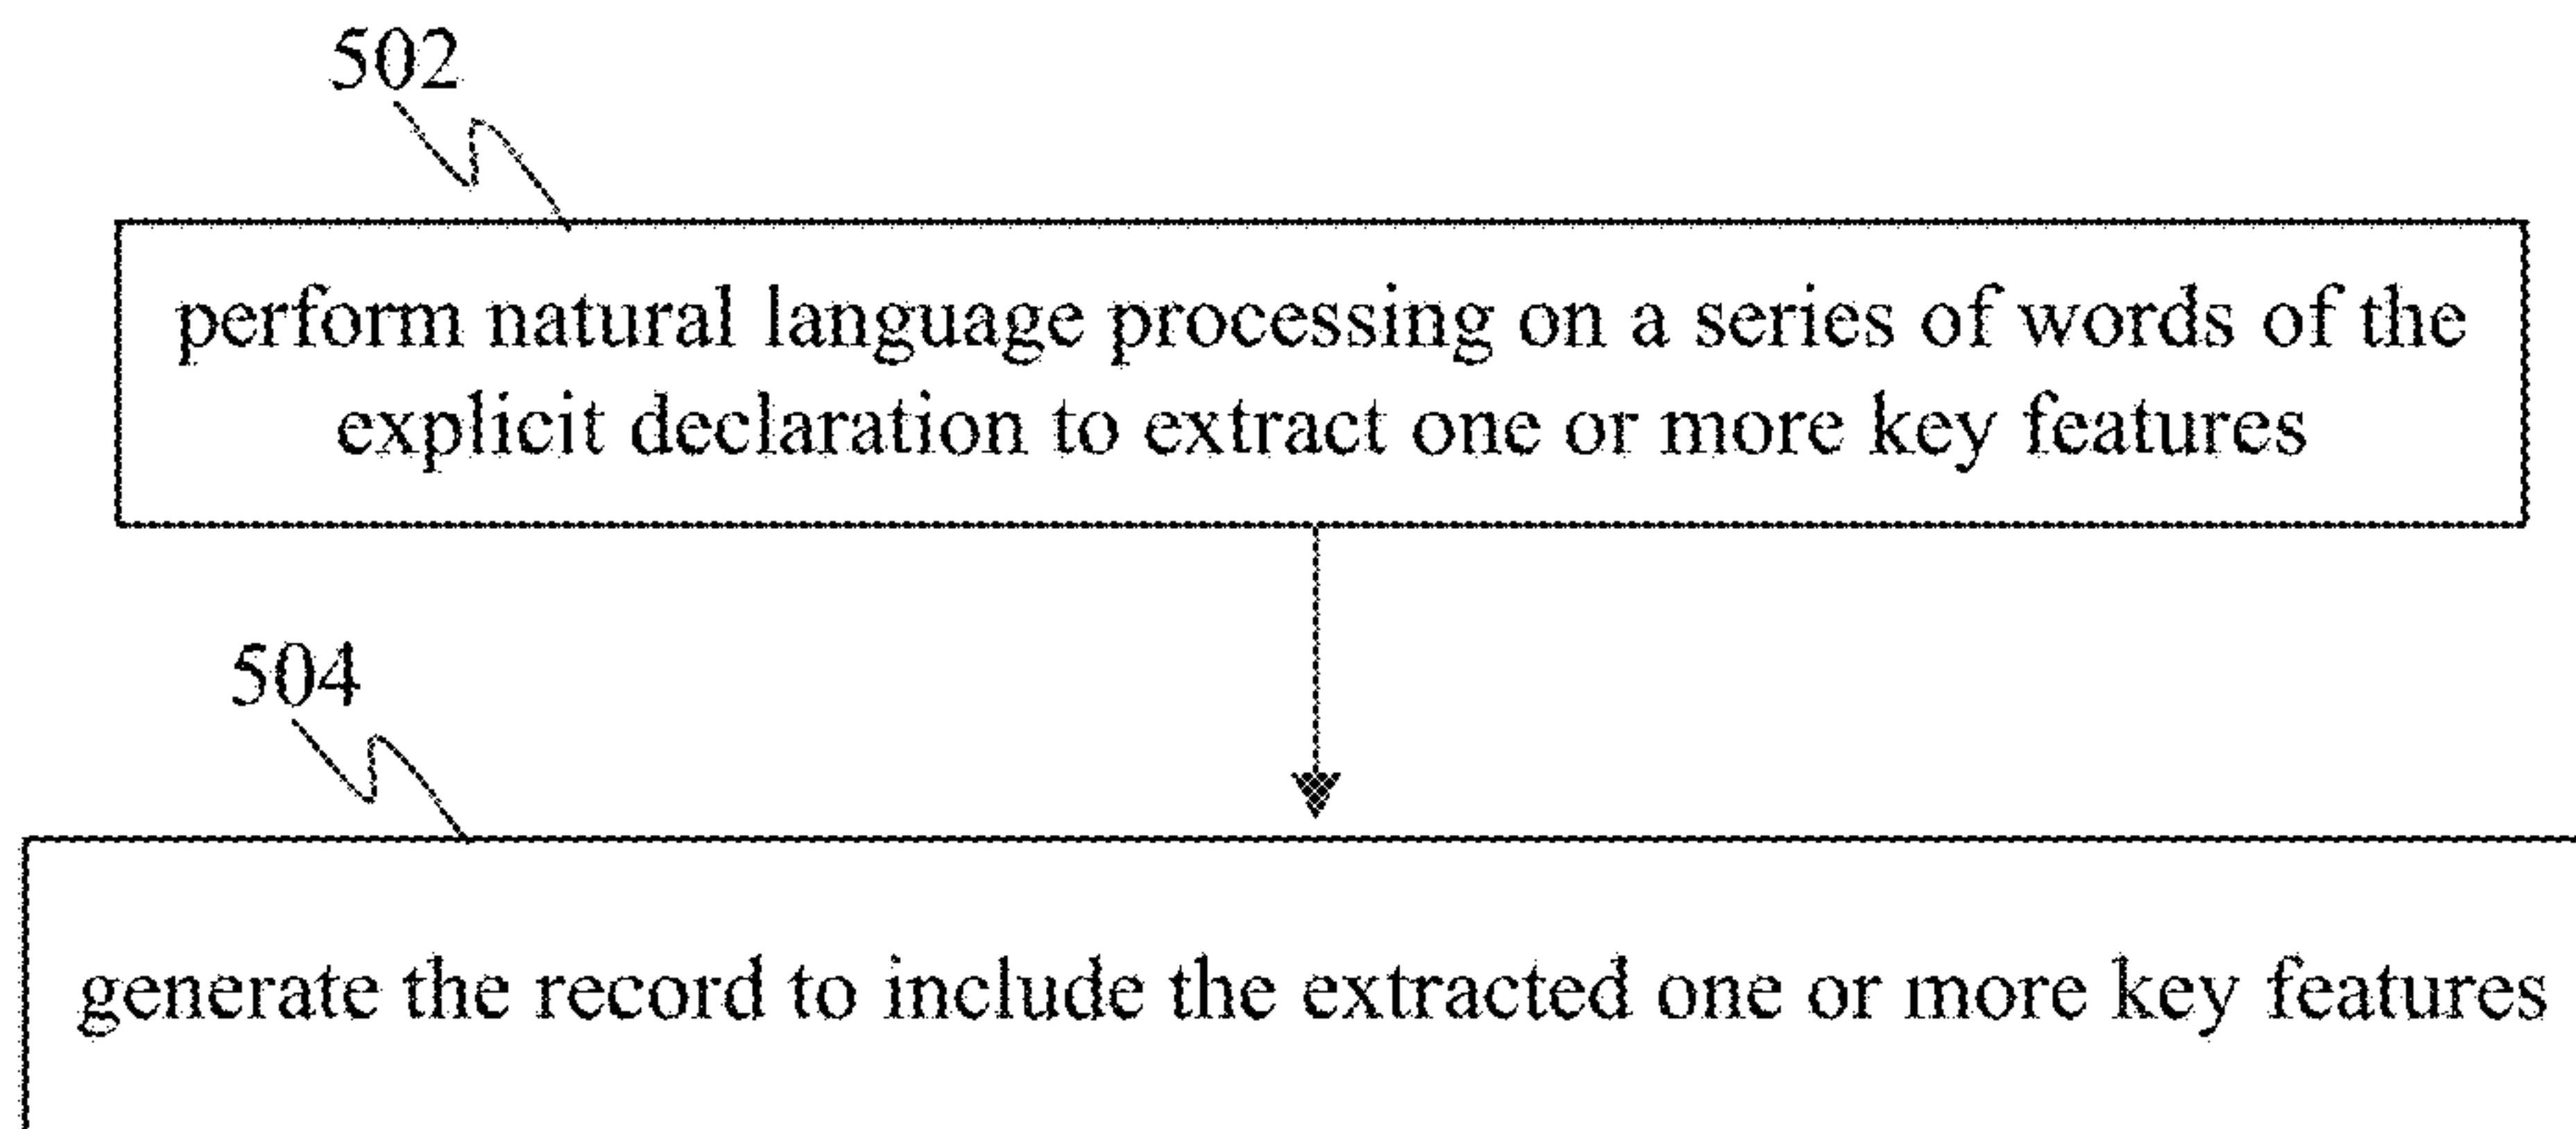 502
perform natural language processing on a series of words of the
explicit declaration to extract one or more key features
504
generate the record to include the extracted one or more key features